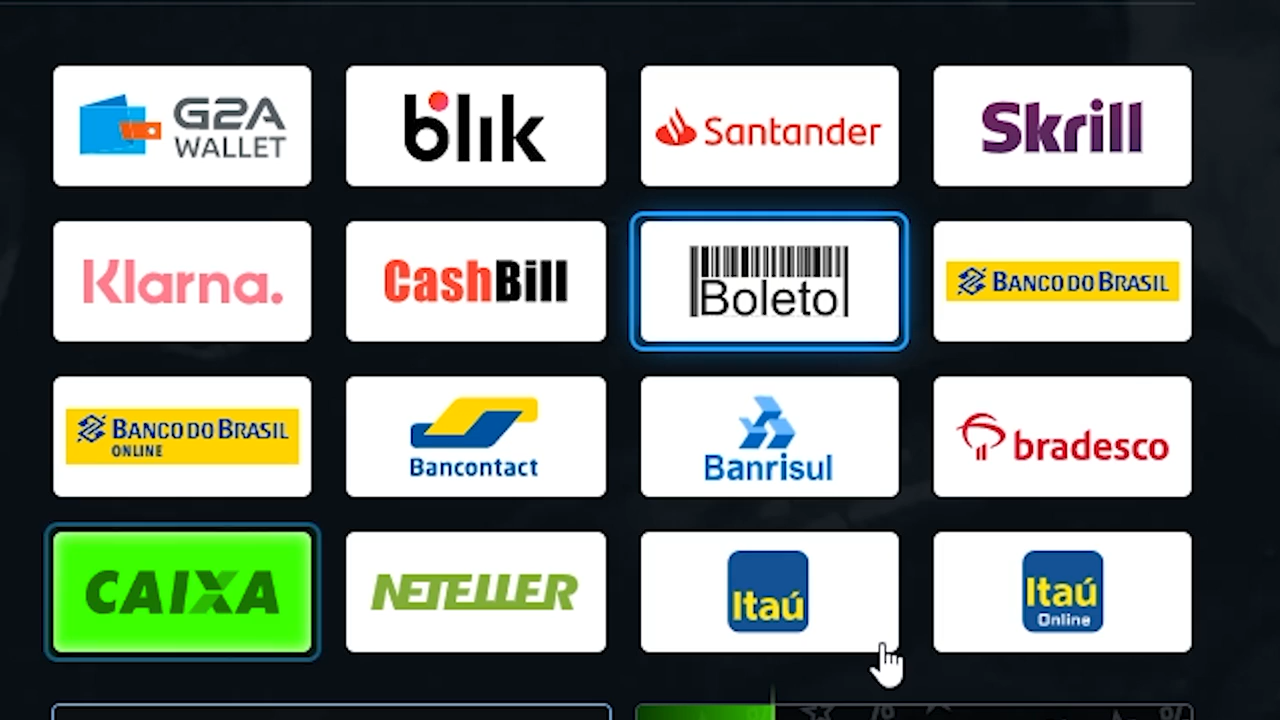 G2A
WALLET
blik
Santander
Skrill
Klarna.
CashBill
Boleto
BANCO DO BRASIL
BANCO DO BRASIL
ONLINE
Bancontact
Banrisul
bradesco
CAIXA
NETELLER
Itaú
Itaú
Online